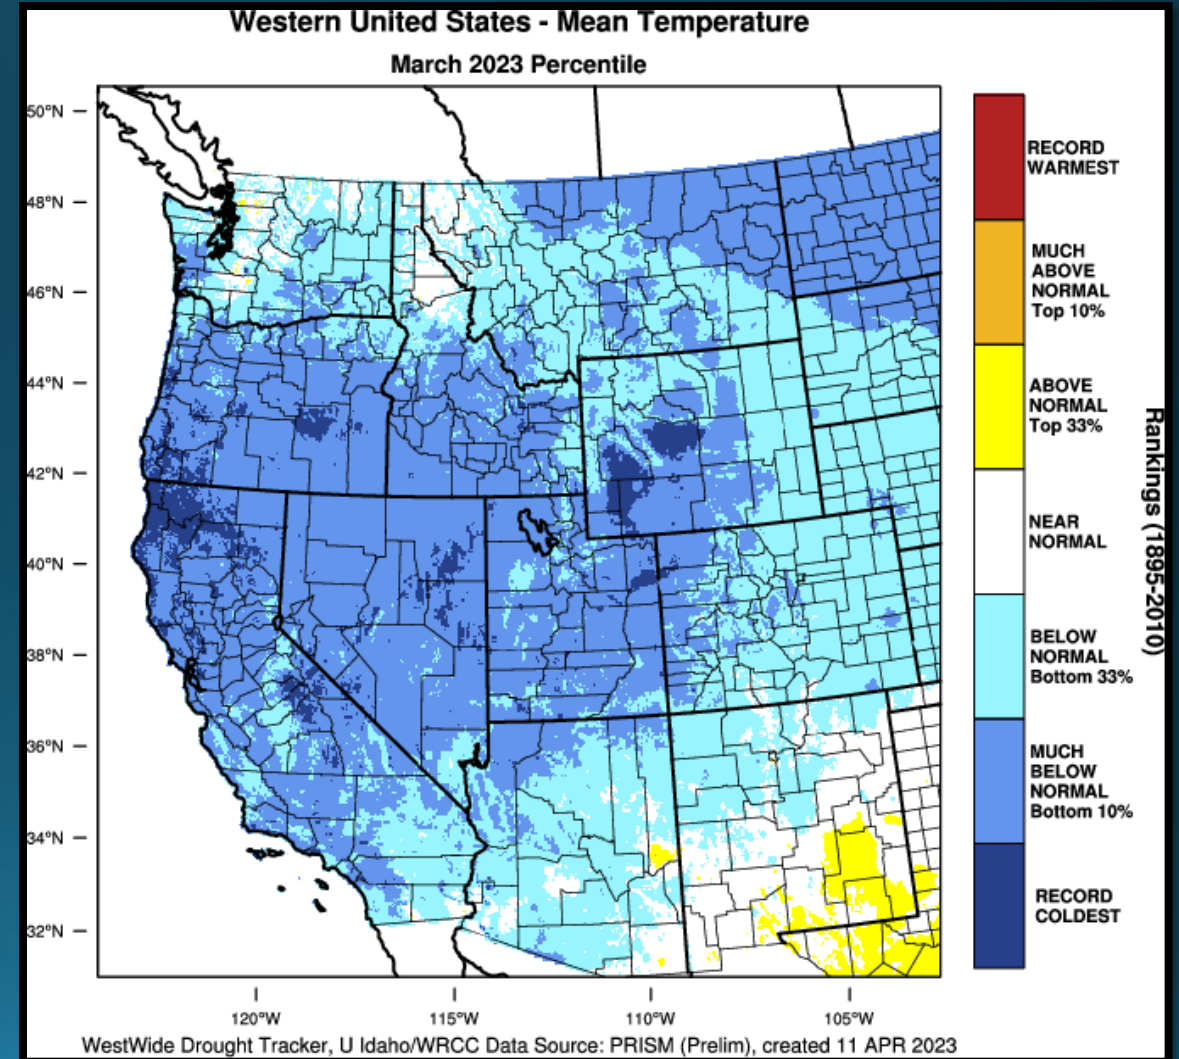 Western United States - Mean Temperature
March 2023 Percentile
50°N
48°N
46°N
44°N
42°N
40°N
38°N
36°N
34°N
32°N
120°W
115°W
110°W
105°W
RECORD
WARMEST
MUCH
ABOVE
NORMAL
Top 10%
ABOVE
NORMAL
Top 33%
NEAR
NORMAL
BELOW
NORMAL
Bottom 33%
MUCH
BELOW
NORMAL
Bottom 10%
RECORD
COLDEST
Rankings (1895-2010)
WestWide Drought Tracker, U Idaho/WRCC Data Source: PRISM (Prelim), created 11 APR 2023